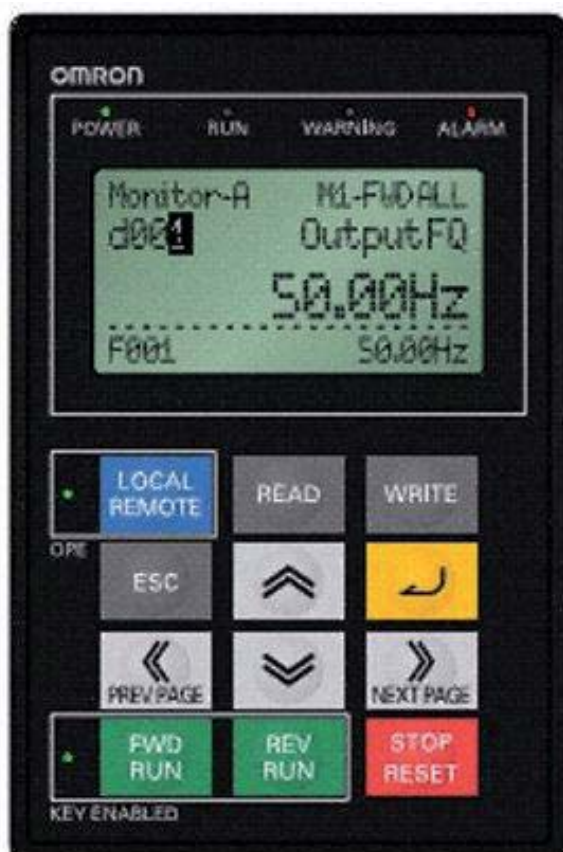 OMRON
POWER RUN WARNING ALARM
Monitor-A M1-FWD ALL
d001 OutputFQ
50.00Hz
F001 50.00Hz
LOCAL REMOTE
READ
WRITE
OPE
ESC
PREV. PAGE
NEXT PAGE
FWD RUN
REV RUN
STOP RESET
KEY ENABLED